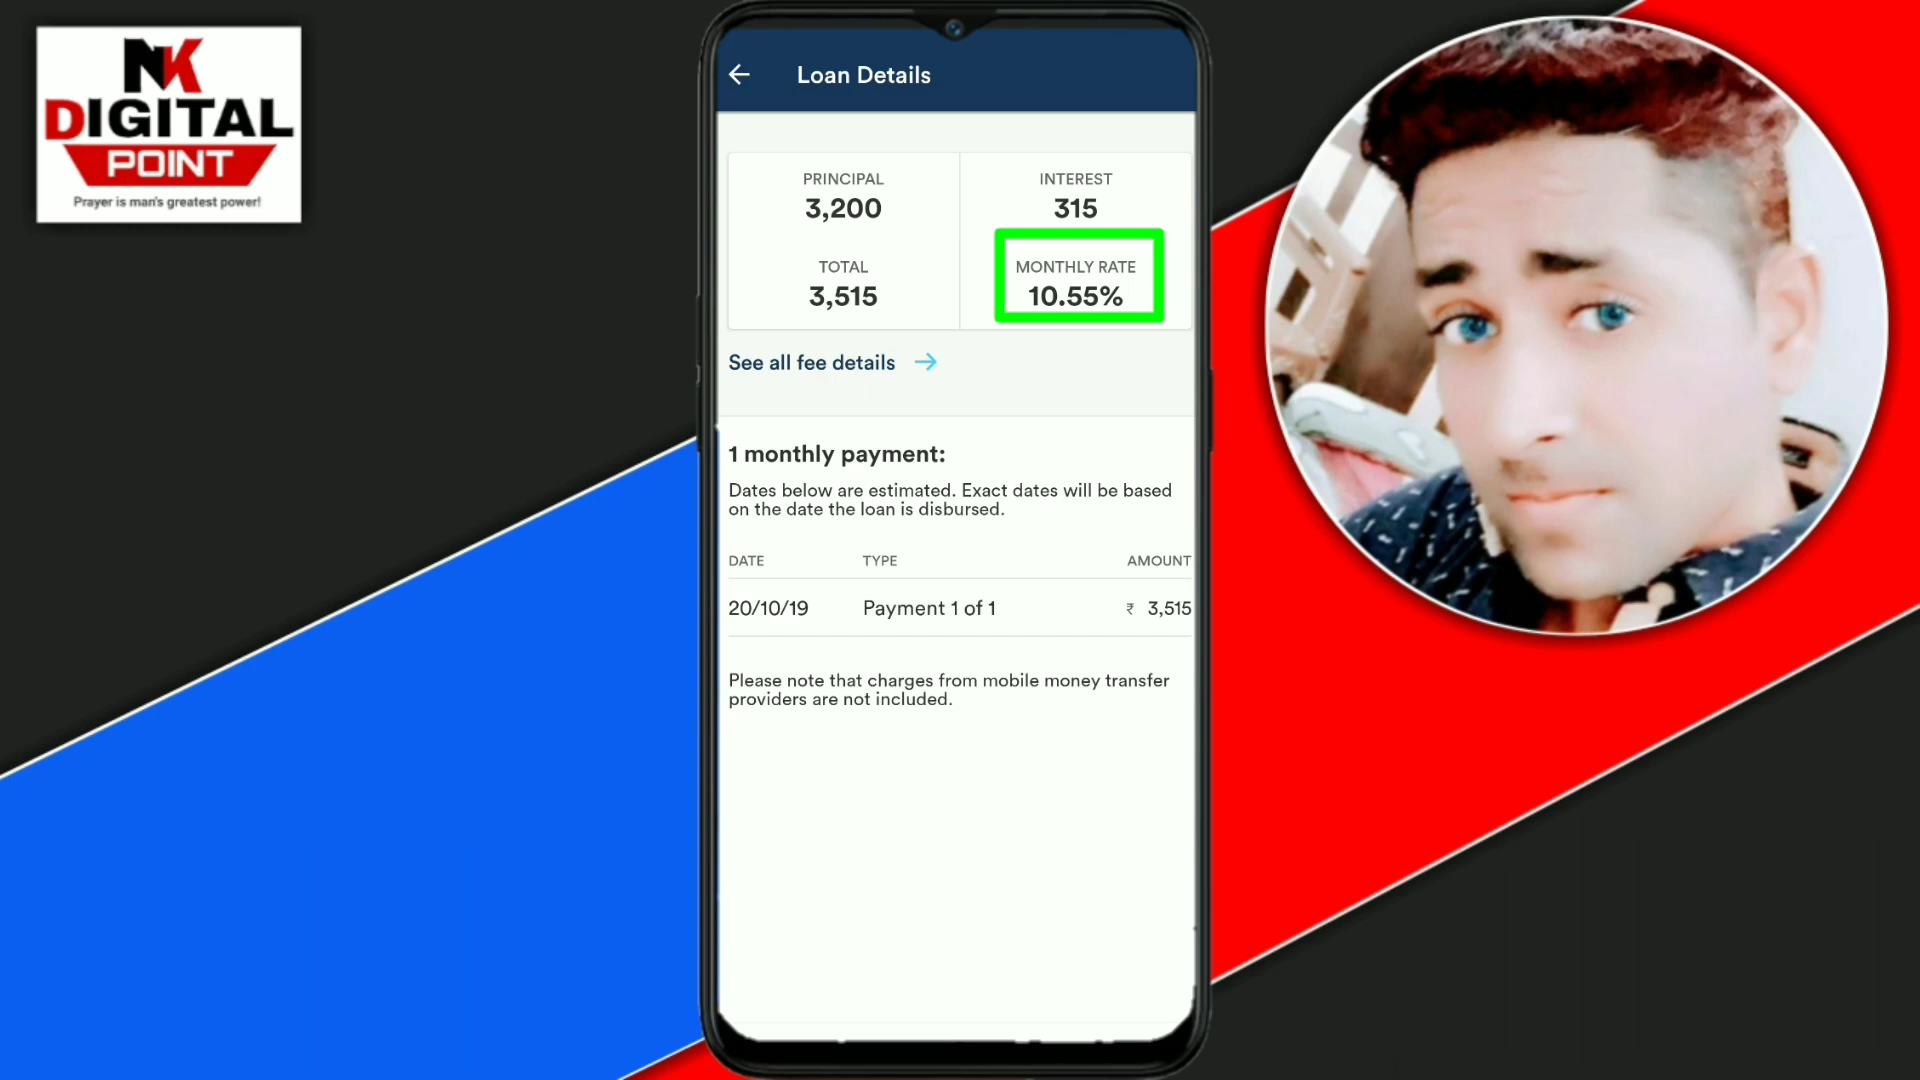 NK
DIGITAL
POINT
Prayer is man's greatest power!
Loan Details
PRINCIPAL
3,200
INTEREST
315
TOTAL
3,515
MONTHLY RATE
10.55%
See all fee details
1 monthly payment:
Dates below are estimated. Exact dates will be based
on the date the loan is disbursed.
DATE TYPE AMOUNT
20/10/19 Payment 1 of 1 ₹ 3,515
Please note that charges from mobile money transfer
providers are not included.